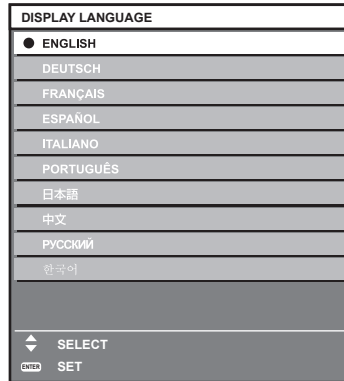 DISPLAY LANGUAGE
ENGLISH
DEUTSCH
FRANÇAIS
ESPAÑOL
ITALIANO
PORTUGUÊS
日本語
中文
РУССКИЙ
한국어
SELECT
ENTER SET